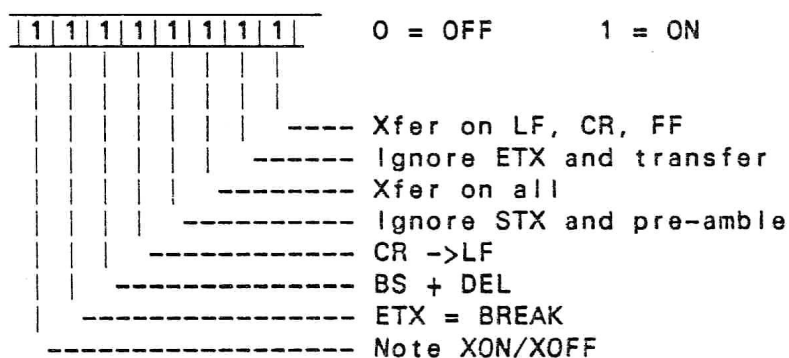 |1|1|1|1|1|1|1|1| 0 = OFF 1 = ON
---- Xfer on LF, CR, FF
------- Ignore ETX and transfer
--------- Xfer on all
----------- Ignore STX and pre-amble
------------- CR ->LF
--------------- BS + DEL
----------------- ETX = BREAK
------------------- Note XON/XOFF